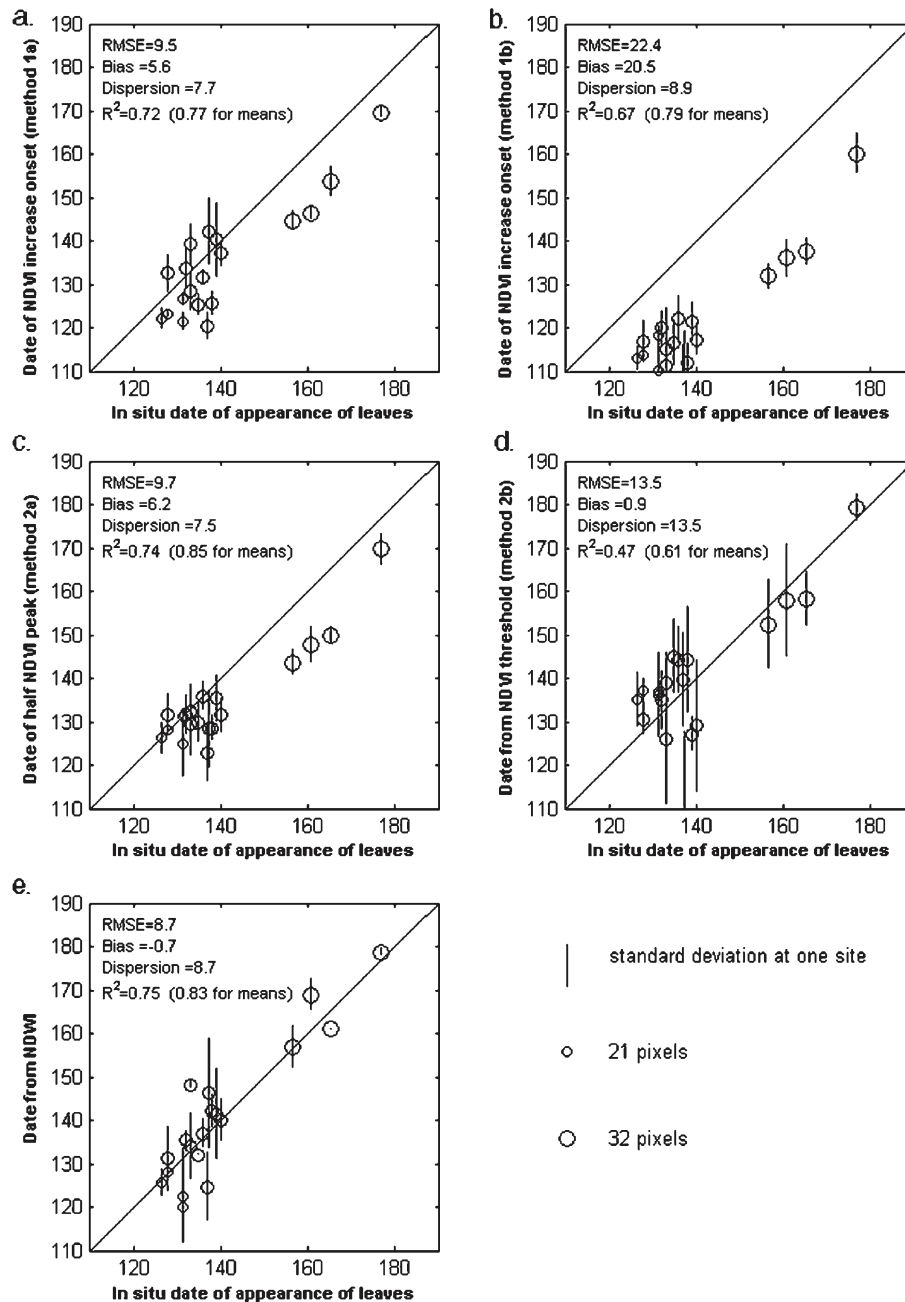 a.
RMSE=9.5
Bias =5.6
Dispersion =7.7
R²=0.72 (0.77 for means)
Date of NDVI increase onset (method 1a)
190
180
170
160
150
140
130
120
110
120 140 160 180
In situ date of appearance of leaves
b.
RMSE=22.4
Bias =20.5
Dispersion =8.9
R²=0.67 (0.79 for means)
Date of NDVI increase onset (method 1b)
190
180
170
160
150
140
130
120
110
120 140 160 180
In situ date of appearance of leaves
c.
RMSE=9.7
Bias =6.2
Dispersion =7.5
R²=0.74 (0.85 for means)
Date of half NDVI peak (method 2a)
190
180
170
160
150
140
130
120
110
120 140 160 180
In situ date of appearance of leaves
d.
RMSE=13.5
Bias =0.9
Dispersion =13.5
R²=0.47 (0.61 for means)
Date from NDVI threshold (method 2b)
190
180
170
160
150
140
130
120
110
120 140 160 180
In situ date of appearance of leaves
e.
RMSE=8.7
Bias =-0.7
Dispersion =8.7
R²=0.75 (0.83 for means)
Date from NDWI
190
180
170
160
150
140
130
120
110
120 140 160 180
In situ date of appearance of leaves
standard deviation at one site
21 pixels
32 pixels